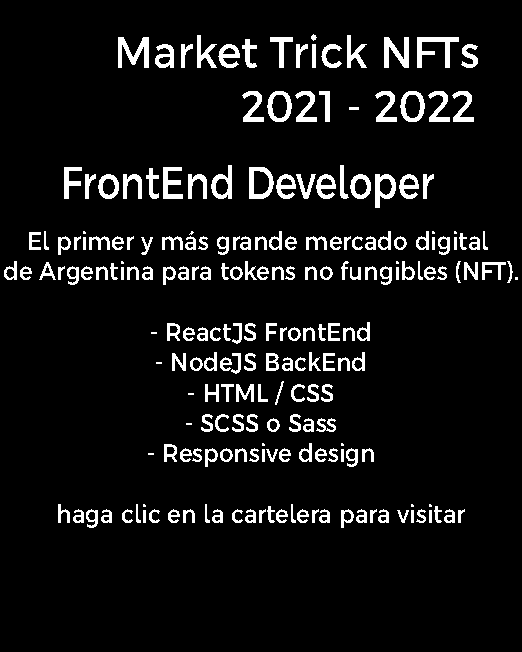 Market Trick NFTs
2021 - 2022
FrontEnd Developer
El primer y más grande mercado digital
de Argentina para tokens no fungibles (NFT).
- ReactJS FrontEnd
- NodeJS BackEnd
- HTML / CSS
- SCSS o Sass
- Responsive design
haga clic en la cartelera para visitar